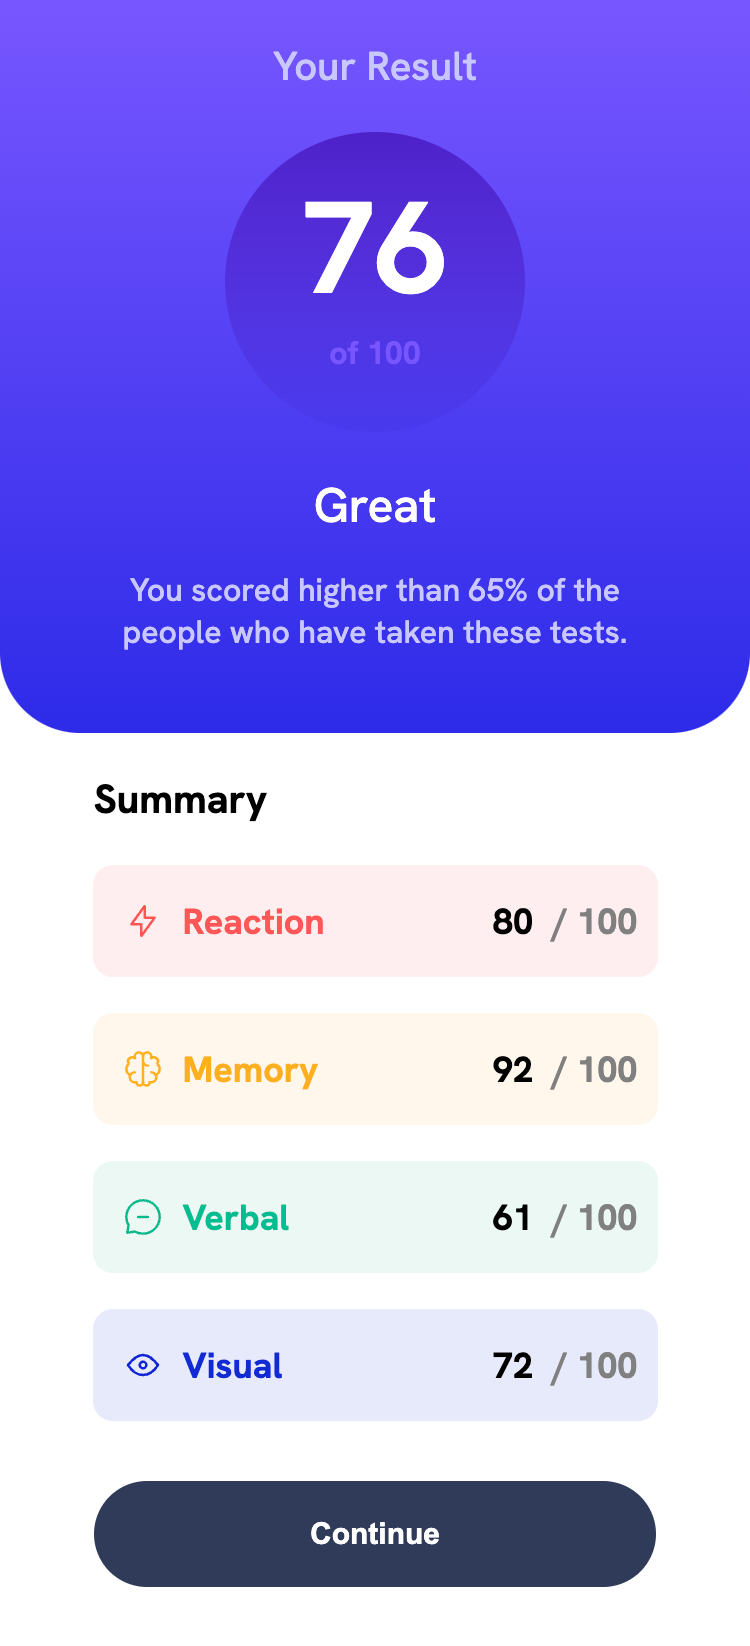 Your Result
76
of 100
Great
You scored higher than 65% of the
people who have taken these tests.
Summary
Reaction 80 / 100
Memory 92 / 100
Verbal 61 / 100
Visual 72 / 100
Continue